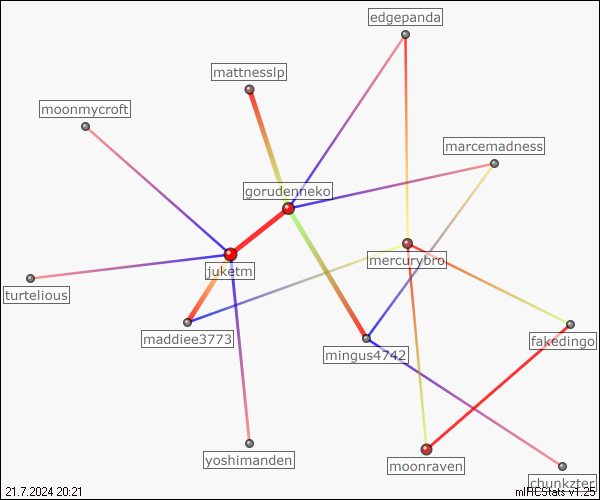 edgepanda
mattnesslp
moonmycroft
marcemadness
gorudenneko
mercurybro
juketm
turtelious
maddiee3773
fakedingo
mingus4742
yoshimanden
moonraven
chunkzter
21.7.2024 20:21
mIRCStats v1.25